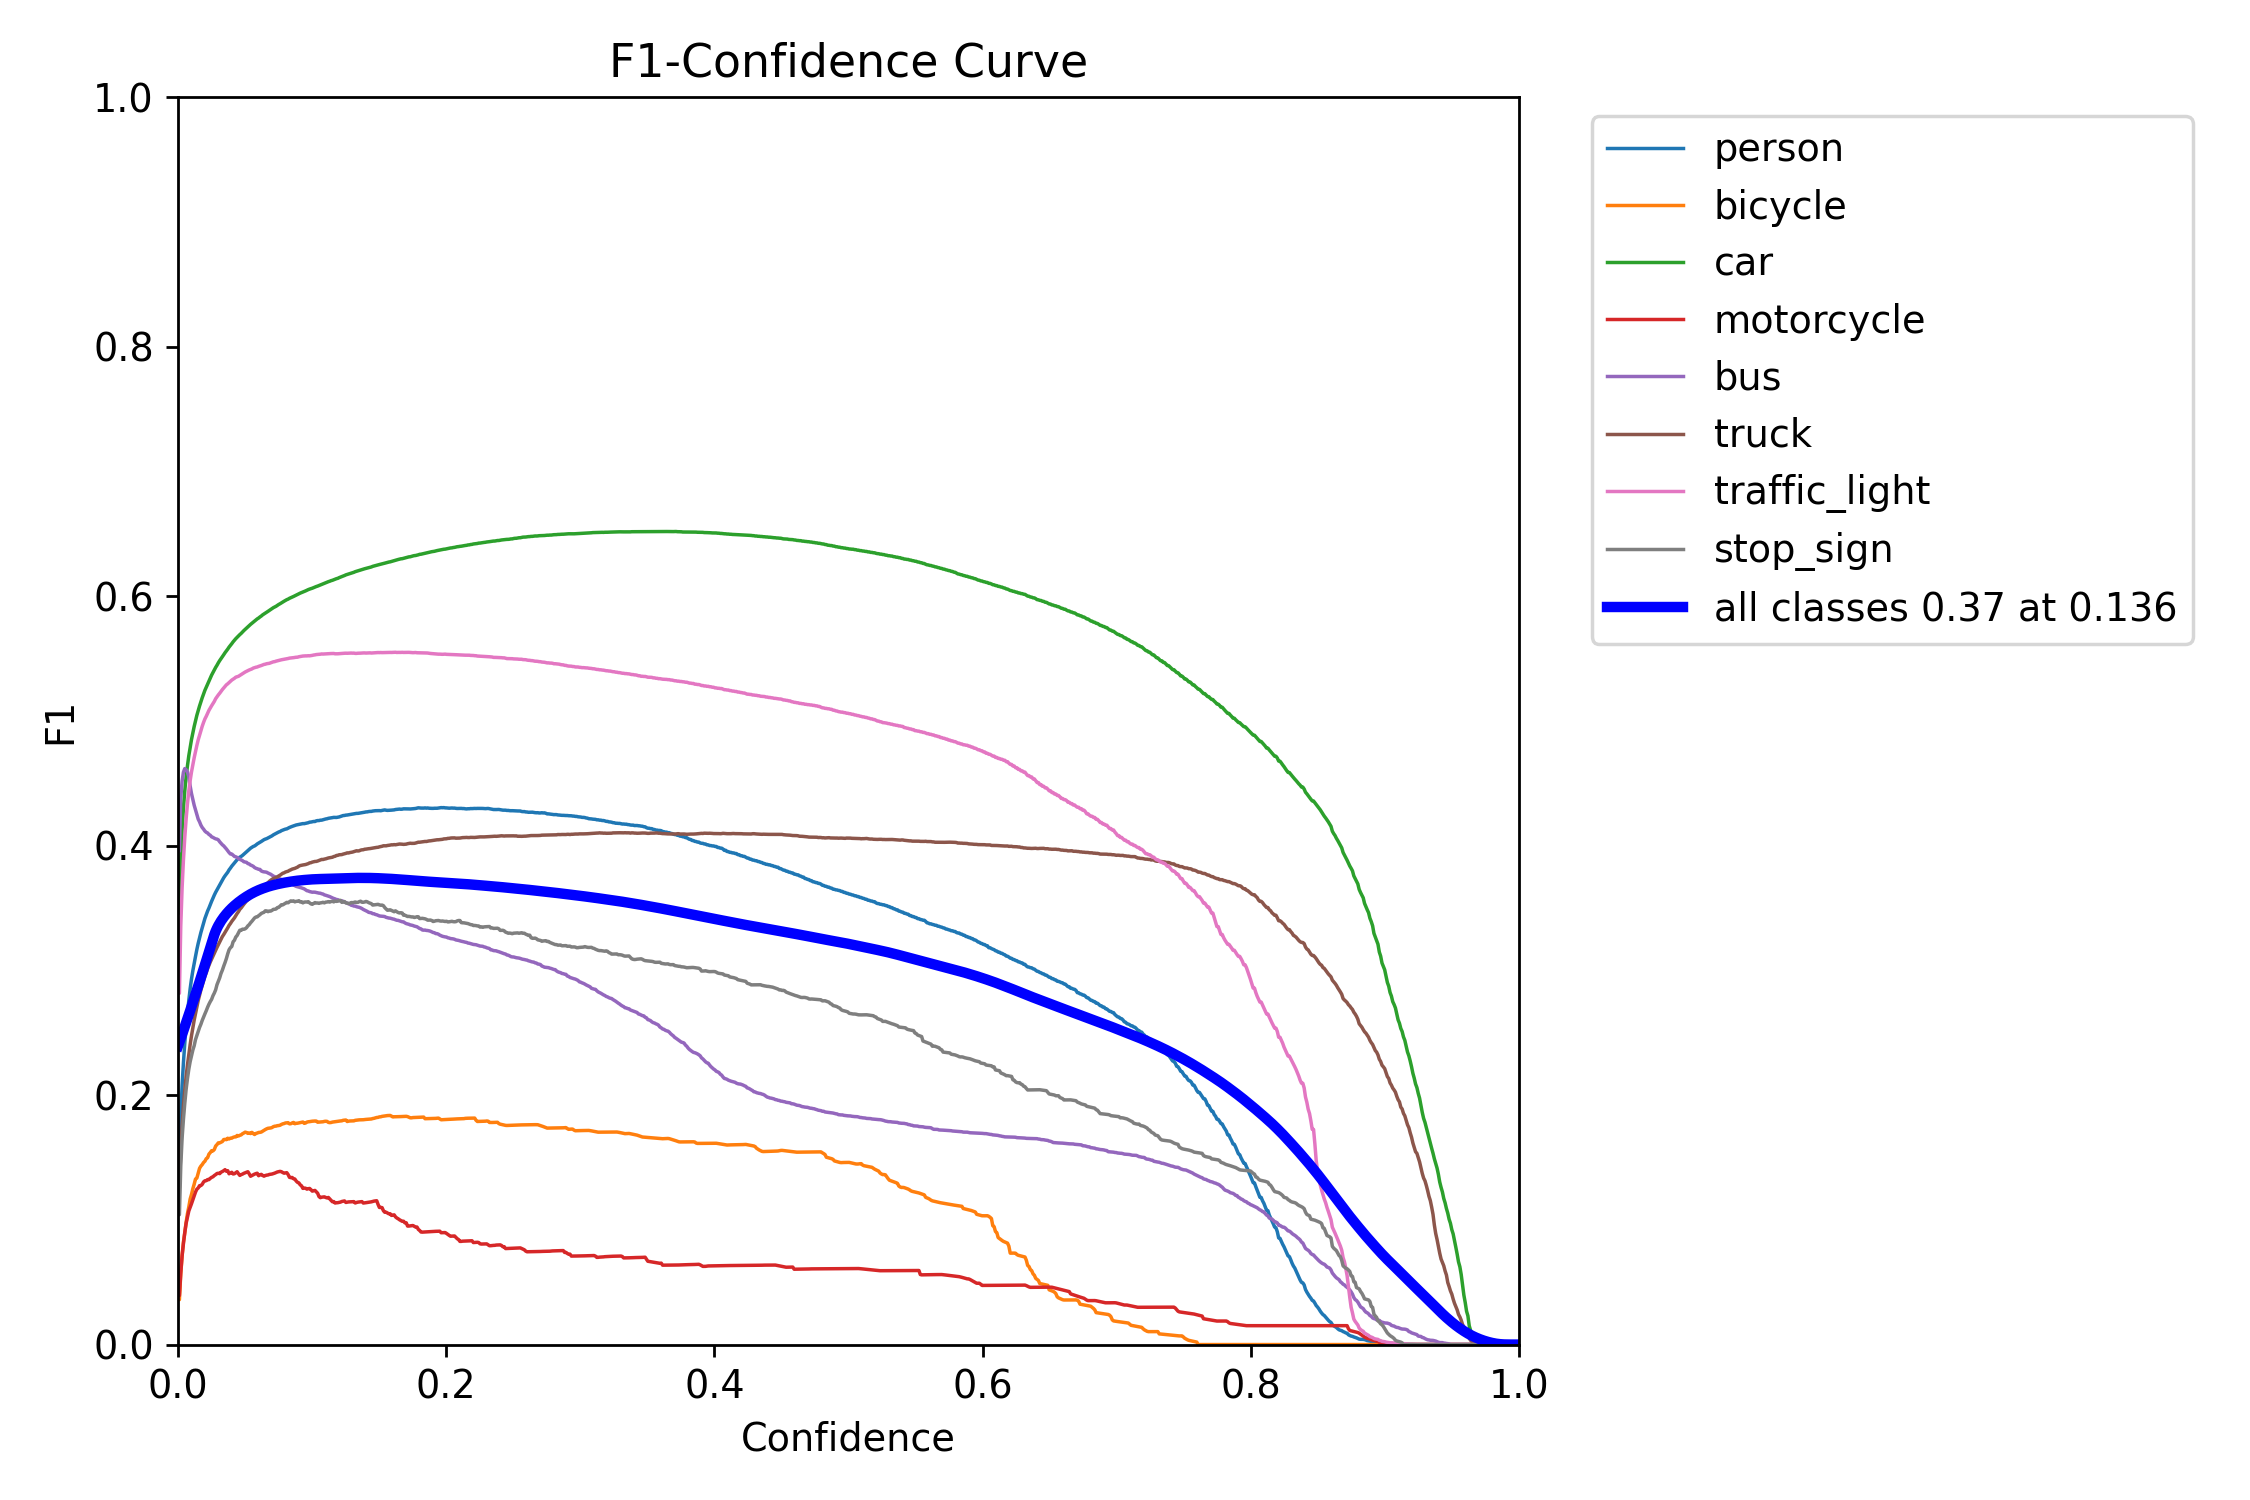 F1-Confidence Curve
1.0
0.8
0.6
0.4
0.2
0.0
F1
0.0 0.2 0.4 0.6 0.8 1.0
Confidence
person
bicycle
car
motorcycle
bus
truck
traffic_light
stop_sign
all classes 0.37 at 0.136